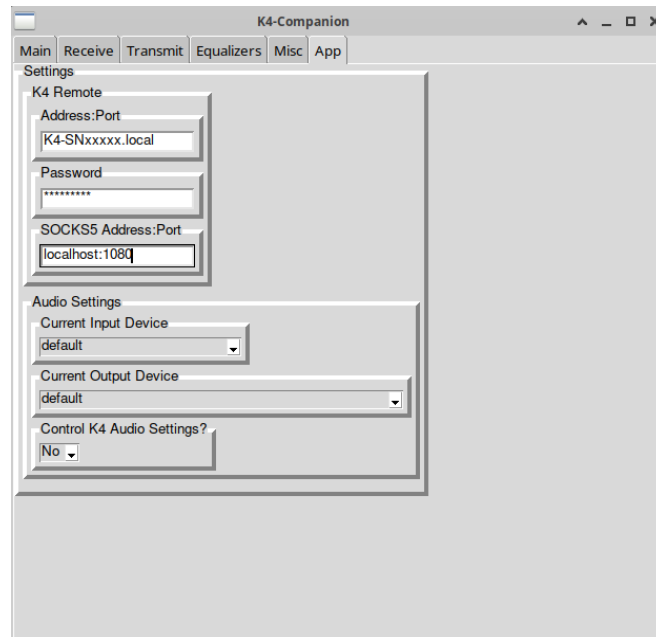 K4-Companion
Main Receive Transmit Equalizers Misc App
Settings
K4 Remote
Address:Port
K4-SNxxxxx.local
Password
*********
SOCKS5 Address:Port
localhost:1080
Audio Settings
Current Input Device
default
Current Output Device
default
Control K4 Audio Settings?
No